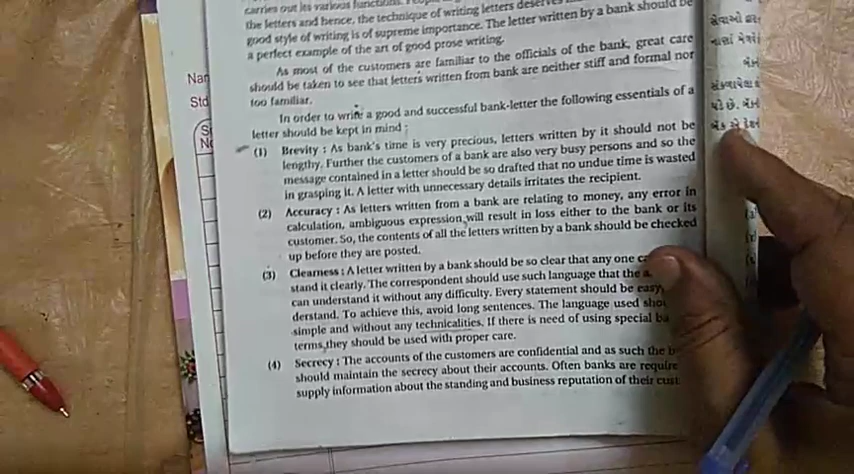 carries out its various functions.
the letters and hence, the technique of writing letters deserves
good style of writing is of supreme importance. The letter written by a bank should be
a perfect example of the art of good prose writing.
As most of the customers are familiar to the officials of the bank, great care
should be taken to see that letters written from bank are neither stiff and formal nor
too familiar.
In order to write a good and successful bank-letter the following essentials of a
letter should be kept in mind :
(1) Brevity : As bank's time is very precious, letters written by it should not be
lengthy. Further the customers of a bank are also very busy persons and so the
message contained in a letter should be so drafted that no undue time is wasted
in grasping it. A letter with unnecessary details irritates the recipient.
(2) Accuracy : As letters written from a bank are relating to money, any error in
calculation, ambiguous expression will result in loss either to the bank or its
customer. So, the contents of all the letters written by a bank should be checked
up before they are posted.
(3) Clearness : A letter written by a bank should be so clear that any one
stand it clearly. The correspondent should use such language that the
can understand it without any difficulty. Every statement should be easy
derstand. To achieve this, avoid long sentences. The language used
simple and without any technicalities. If there is need of using special
terms, they should be used with proper care.
(4) Secrecy : The accounts of the customers are confidential and as such the
should maintain the secrecy about their accounts. Often banks are
supply information about the standing and business reputation of their
Std